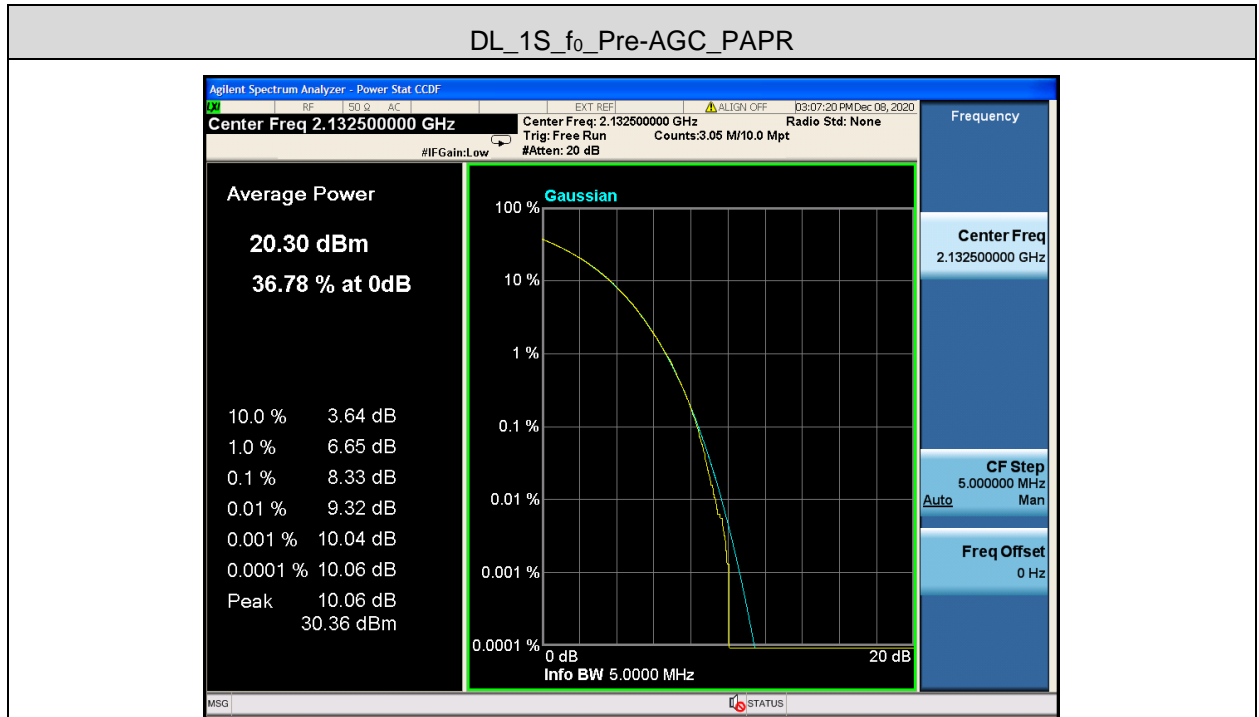 DL_1S_f₀_Pre-AGC_PAPR
Agilent Spectrum Analyzer - Power Stat CCDF
LXI RF 50 Ω AC EXT REF ALIGN OFF 03:07:20 PM Dec 08, 2020
Center Freq 2.132500000 GHz
Center Freq: 2.132500000 GHz Radio Std: None
Trig: Free Run Counts:3.05 M/10.0 Mpt
#IFGain:Low #Atten: 20 dB
Average Power
20.30 dBm
36.78 % at 0dB
10.0 % 3.64 dB
1.0 % 6.65 dB
0.1 % 8.33 dB
0.01 % 9.32 dB
0.001 % 10.04 dB
0.0001 % 10.06 dB
Peak 10.06 dB
30.36 dBm
Gaussian
100 %
10 %
1 %
0.1 %
0.01 %
0.001 %
0.0001 %
0 dB 20 dB
Info BW 5.0000 MHz
Frequency
Center Freq
2.132500000 GHz
CF Step
5.000000 MHz
Auto Man
Freq Offset
0 Hz
MSG STATUS